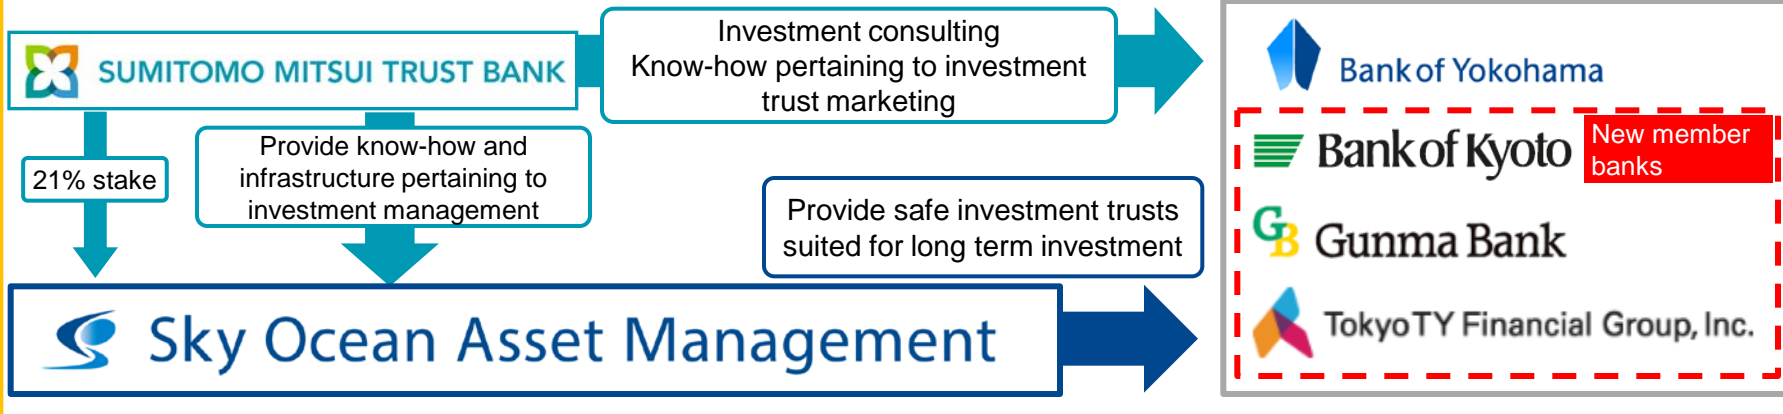 SUMITOMO MITSUI TRUST BANK
Investment consulting
Know-how pertaining to investment
trust marketing
21% stake
Provide know-how and
infrastructure pertaining to
investment management
Provide safe investment trusts
suited for long term investment
Sky Ocean Asset Management
Bank of Yokohama
Bank of Kyoto
New member
banks
GB Gunma Bank
Tokyo TY Financial Group, Inc.